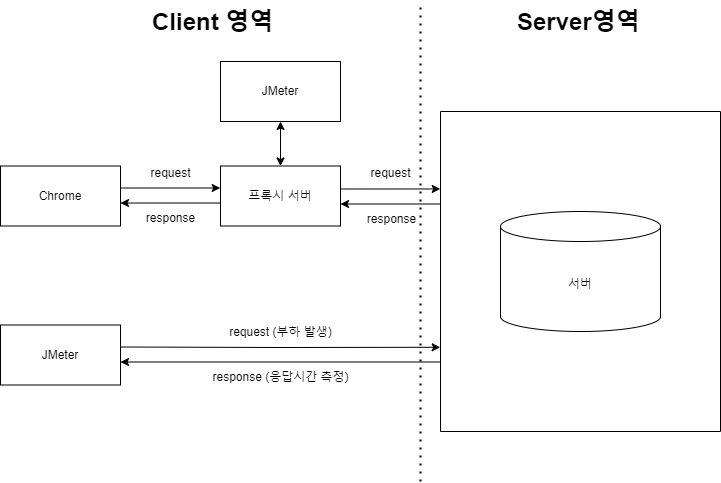 Client 영역
Server영역
JMeter
request
request
Chrome
프록시 서버
response
response
서버
request (부하 발생)
JMeter
response (응답시간 측정)